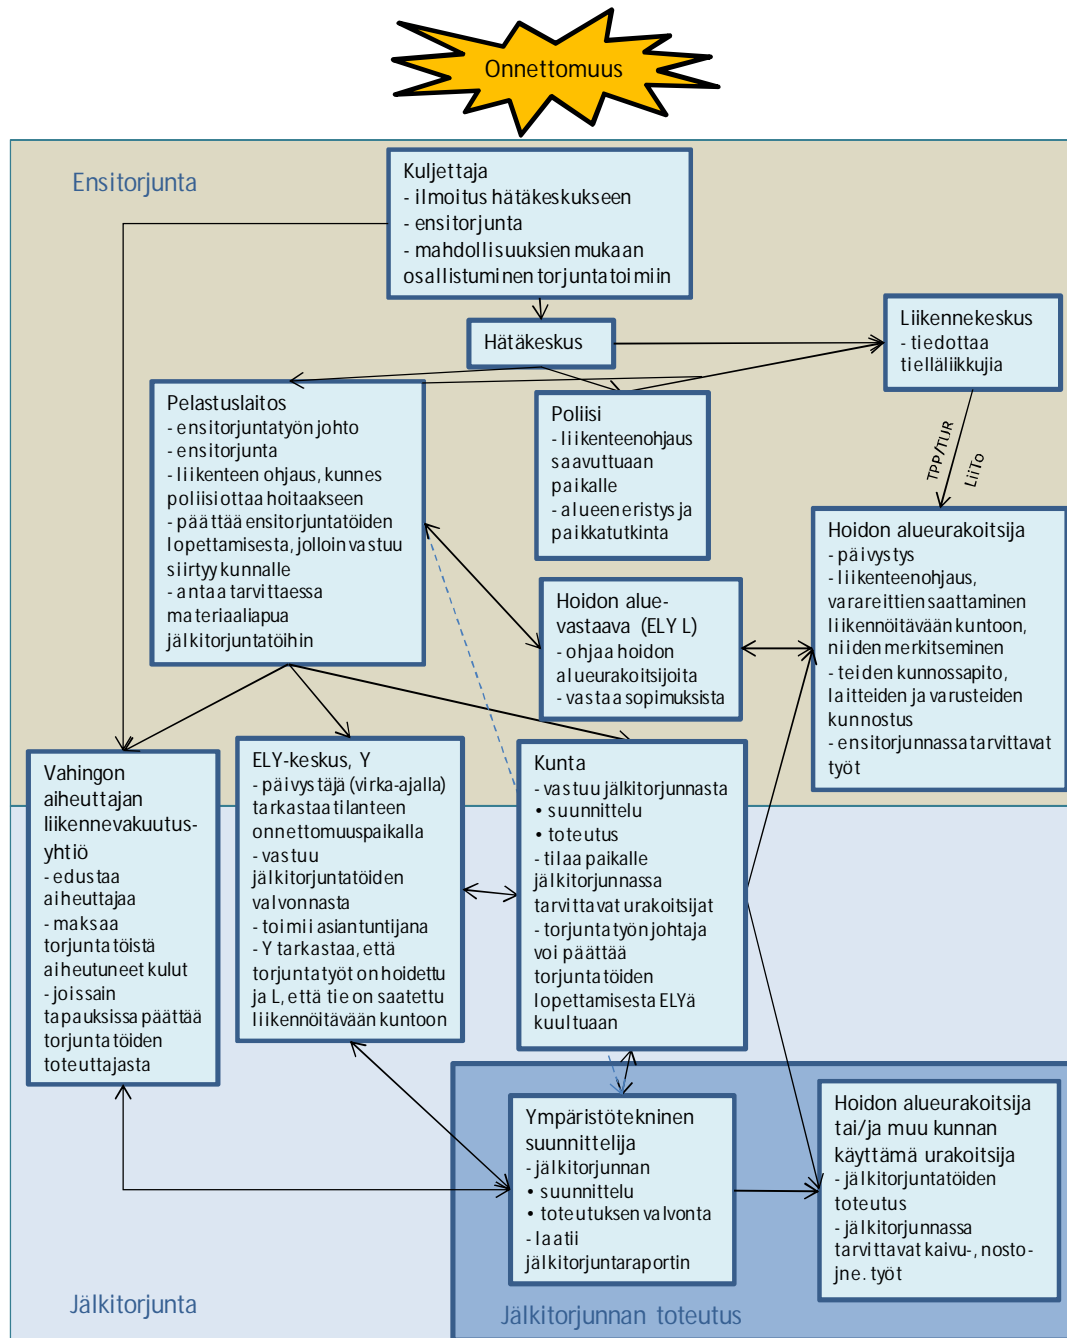 Onnettomuus
Ensitorjunta
Kuljettaja
- ilmoitus hätäkeskukseen
- ensitorjunta
- mahdollisuuksien mukaan
osallistuminen torjuntatoimiin
Hätäkeskus
Liikennekeskus
- tiedottaa
tielläliikkujia
Pelastuslaitos
- ensitorjuntatyön johto
- ensitorjunta
- liikenteen ohjaus, kunnes
poliisi ottaa hoitaakseen
- päättää ensitorjuntatöiden
lopettamisesta, jolloin vastuu
siirtyy kunnalle
- antaa tarvittaessa
materiaaliapua
jälkitorjuntatöihin
Poliisi
- liikenteenohjaus
saavuttuaan
paikalle
- alueen eristys ja
paikkatutkinta
TPP/TUR
LiiTo
Hoidon alueurakoitsija
- päivystys
- liikenteenohjaus,
varareittien saattaminen
liikennöitävään kuntoon,
niiden merkitseminen
- teiden kunnossapito,
laitteiden ja varusteiden
kunnostus
- ensitorjunnassa tarvittavat
työt
Hoidon alue-
vastaava (ELY L)
- ohjaa hoidon
alueurakoitsijoita
- vastaa sopimuksista
Vahingon
aiheuttajan
liikennevakuutus-
yhtiö
- edustaa
aiheuttajaa
- maksaa
torjuntatöistä
aiheutuneet kulut
- joissain
tapauksissa päättää
torjuntatöiden
toteuttajasta
ELY-keskus, Y
- päivystäjä (virka-ajalla)
tarkastaa tilanteen
onnettomuuspaikalla
- vastuu
jälkitorjuntatöiden
valvonnasta
- toimii asiantuntijana
- Y tarkastaa, että
torjuntatyöt on hoidettu
ja L, että tie on saatettu
liikennöitävään kuntoon
Kunta
- vastuu jälkitorjunnasta
• suunnittelu
• toteutus
- tilaa paikalle
jälkitorjunnassa
tarvittavat urakoitsijat
- torjuntatyön johtaja
voi päättää
torjuntatöiden
lopettamisesta ELYä
kuultuaan
Ympäristötekninen
suunnittelija
- jälkitorjunnan
• suunnittelu
• toteutuksen valvonta
- laatii
jälkitorjuntaraportin
Hoidon alueurakoitsija
tai/ja muu kunnan
käyttämä urakoitsija
- jälkitorjuntatöiden
toteutus
- jälkitorjunnassa
tarvittavat kaivu-, nosto-
jne. työt
Jälkitorjunta
Jälkitorjunnan toteutus